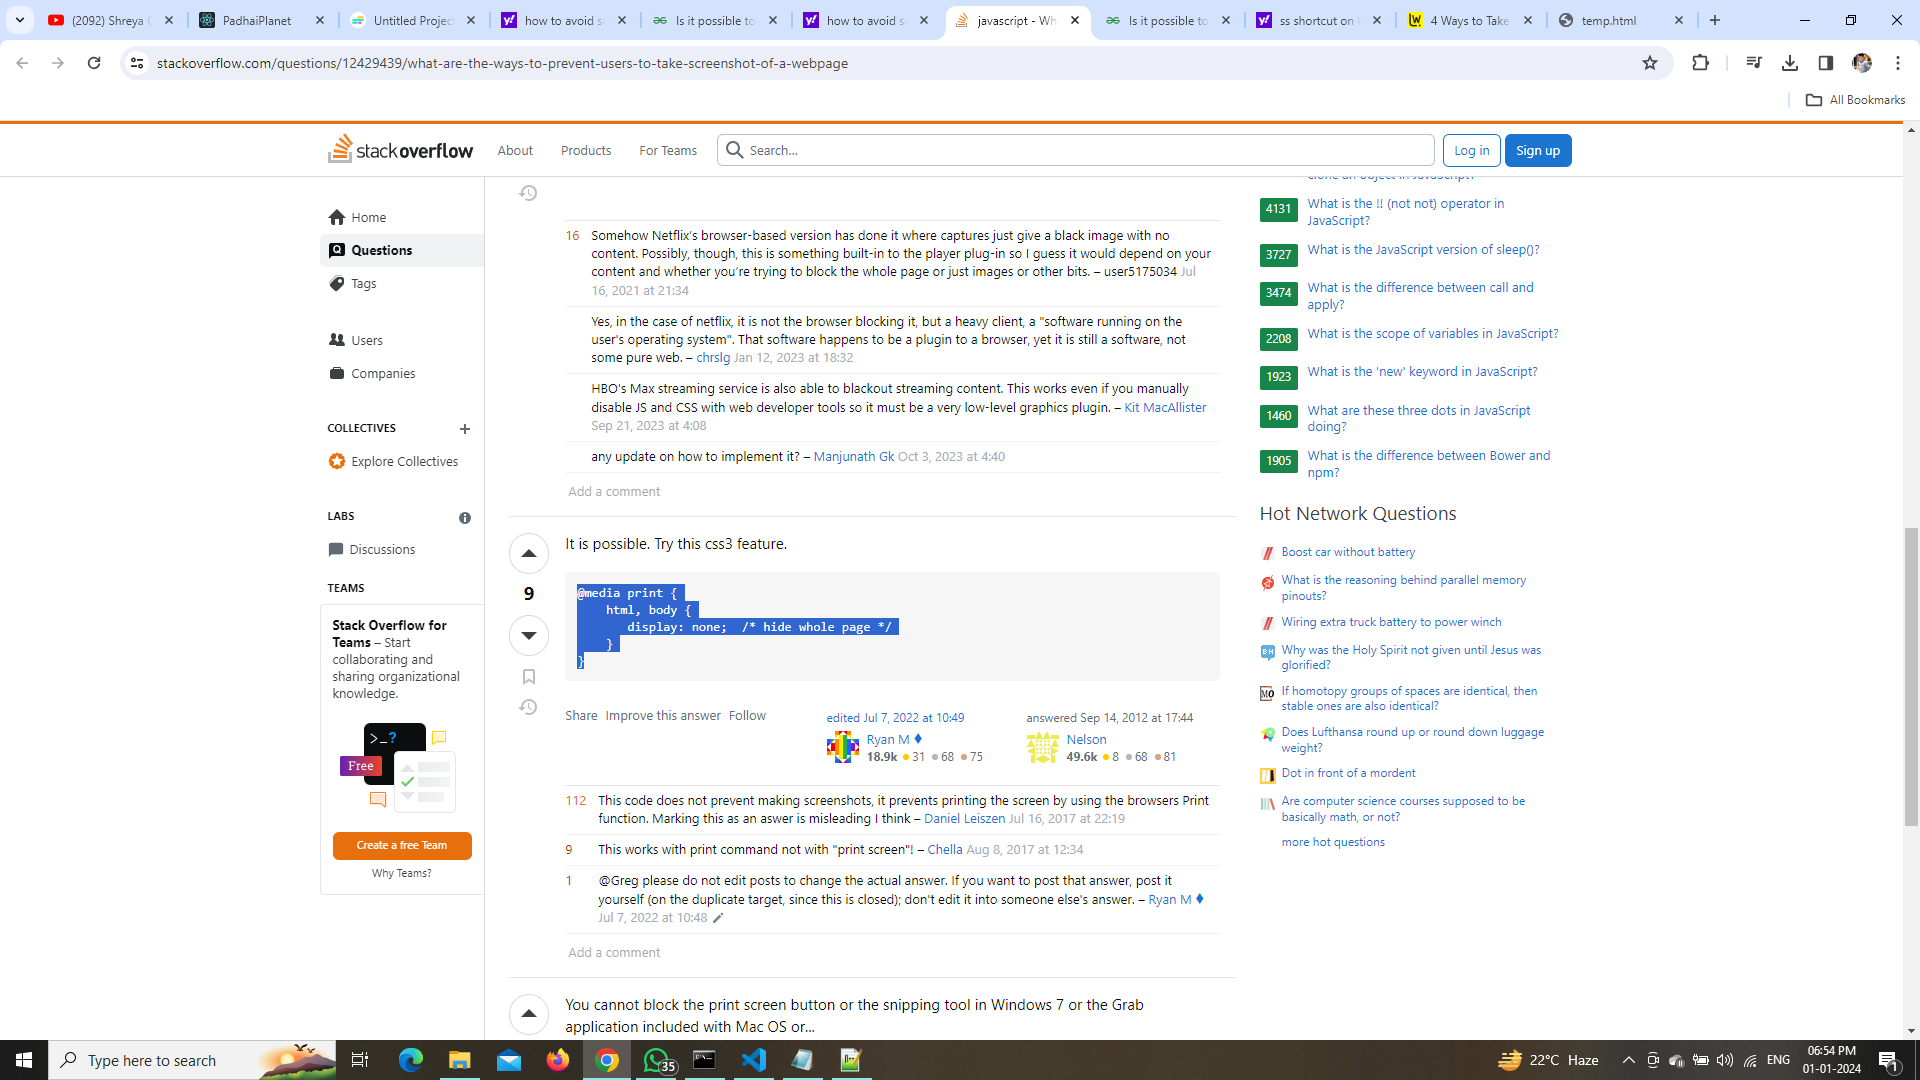 (2092) Shreya
PadhaiPlanet
Untitled Projec
how to avoid s
Is it possible to
how to avoid s
javascript - Wh
Is it possible to
ss shortcut on
4 Ways to Take
temp.html
stackoverflow.com/questions/12429439/what-are-the-ways-to-prevent-users-to-take-screenshot-of-a-webpage
All Bookmarks
stackoverflow
About
Products
For Teams
Search...
Log in
Sign up
Home
Questions
Tags
Users
Companies
COLLECTIVES
Explore Collectives
LABS
Discussions
TEAMS
Stack Overflow for
Teams – Start
collaborating and
sharing organizational
knowledge.
>_?
Free
Create a free Team
Why Teams?
16 Somehow Netflix's browser-based version has done it where captures just give a black image with no
content. Possibly, though, this is something built-in to the player plug-in so I guess it would depend on your
content and whether you're trying to block the whole page or just images or other bits. – user5175034 Jul
16, 2021 at 21:34
Yes, in the case of netflix, it is not the browser blocking it, but a heavy client, a "software running on the
user's operating system". That software happens to be a plugin to a browser, yet it is still a software, not
some pure web. – chrslg Jan 12, 2023 at 18:32
HBO's Max streaming service is also able to blackout streaming content. This works even if you manually
disable JS and CSS with web developer tools so it must be a very low-level graphics plugin. – Kit MacAllister
Sep 21, 2023 at 4:08
any update on how to implement it? – Manjunath Gk Oct 3, 2023 at 4:40
Add a comment
9
It is possible. Try this css3 feature.
@media print {
html, body {
display: none; /* hide whole page */
}
}
Share Improve this answer Follow
edited Jul 7, 2022 at 10:49
Ryan M
18.9k 31 68 75
answered Sep 14, 2012 at 17:44
Nelson
49.6k 8 68 81
112 This code does not prevent making screenshots, it prevents printing the screen by using the browsers Print
function. Marking this as an aswer is misleading I think – Daniel Leiszen Jul 16, 2017 at 22:19
9 This works with print command not with "print screen"! – Chella Aug 8, 2017 at 12:34
1 @Greg please do not edit posts to change the actual answer. If you want to post that answer, post it
yourself (on the duplicate target, since this is closed); don't edit it into someone else's answer. – Ryan M
Jul 7, 2022 at 10:48
Add a comment
You cannot block the print screen button or the snipping tool in Windows 7 or the Grab
application included with Mac OS or...
clone an object in JavaScript?
4131 What is the !! (not not) operator in
JavaScript?
3727 What is the JavaScript version of sleep()?
3474 What is the difference between call and
apply?
2208 What is the scope of variables in JavaScript?
1923 What is the 'new' keyword in JavaScript?
1460 What are these three dots in JavaScript
doing?
1905 What is the difference between Bower and
npm?
Hot Network Questions
Boost car without battery
What is the reasoning behind parallel memory
pinouts?
Wiring extra truck battery to power winch
BH Why was the Holy Spirit not given until Jesus was
glorified?
MO If homotopy groups of spaces are identical, then
stable ones are also identical?
Does Lufthansa round up or round down luggage
weight?
Dot in front of a mordent
Are computer science courses supposed to be
basically math, or not?
more hot questions
Type here to search
35
22°C Haze
ENG
06:54 PM
01-01-2024
1